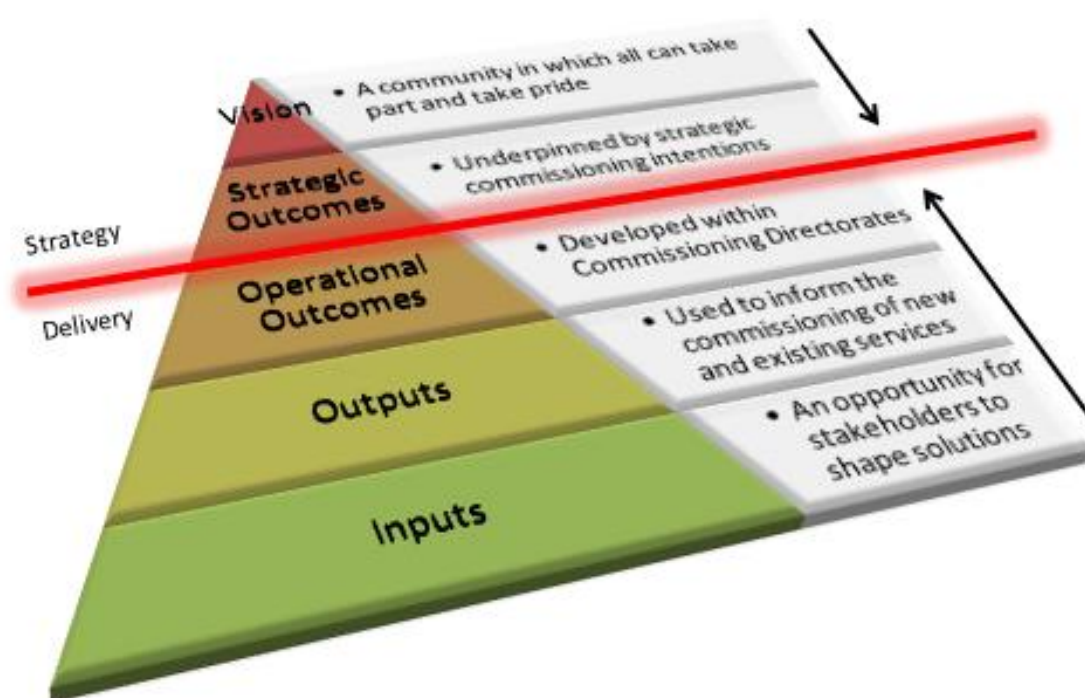 Vision
• A community in which all can take
part and take pride
Strategic
Outcomes
• Underpinned by strategic
commissioning intentions
Strategy
Delivery
Operational
Outcomes
• Developed within
Commissioning Directorates
Outputs
• Used to inform the
commissioning of new
and existing services
Inputs
• An opportunity for
stakeholders to
shape solutions